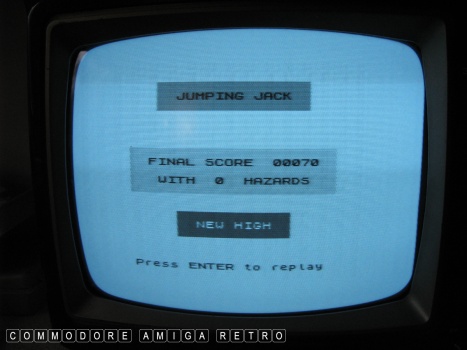 JUMPING JACK
FINAL SCORE 00070
WITH 0 HAZARDS
NEW HIGH
Press ENTER to replay
COMMODORE AMIGA RETRO